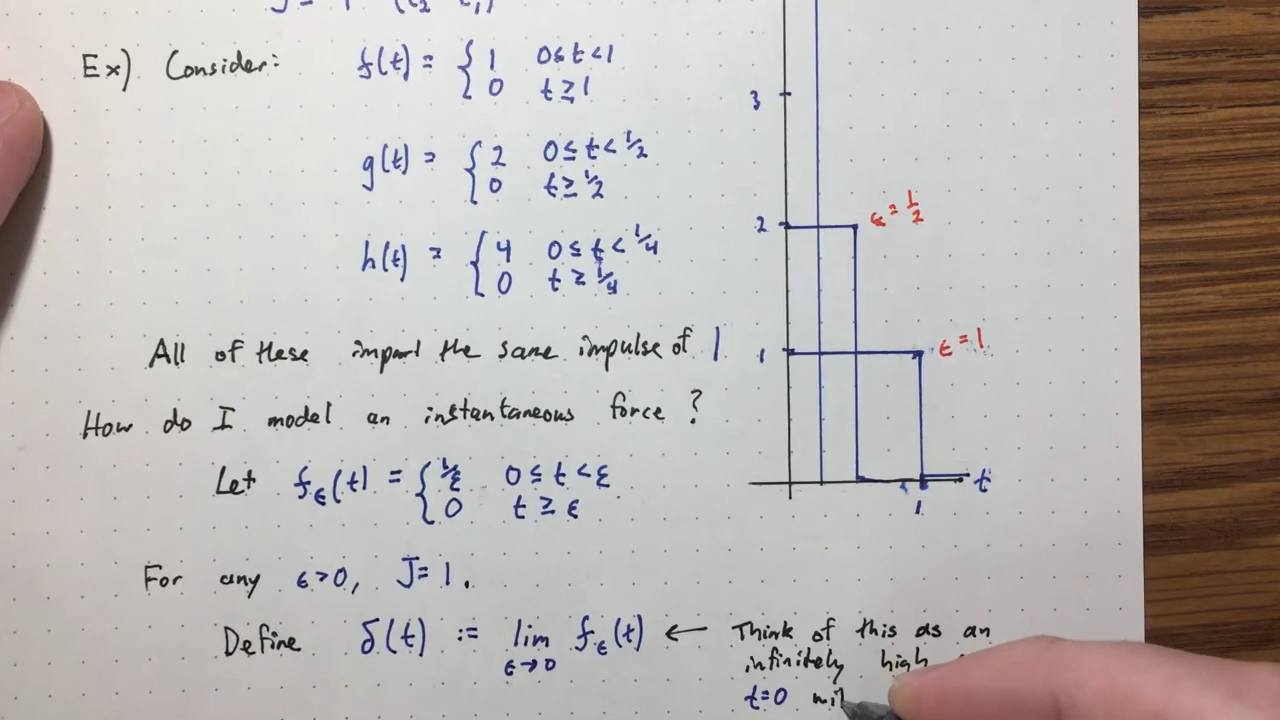 J = F (t₂ - t₁)
Ex) Consider: f(t) = { 1 0≤t<1
0 t≥1
g(t) = { 2 0≤t<1/2
0 t≥1/2
h(t) = { 4 0≤t<1/4
0 t≥1/4
All of these impart the same impulse of 1
How do I model an instantaneous force?
Let f_ε(t) = { 1/ε 0≤t<ε
0 t≥ε
For any ε>0, J=1.
Define δ(t) := lim f_ε(t) ← Think of this as an
ε→0 infinitely high
t=0
3
2
ε=1/2
1
ε=1
t
1